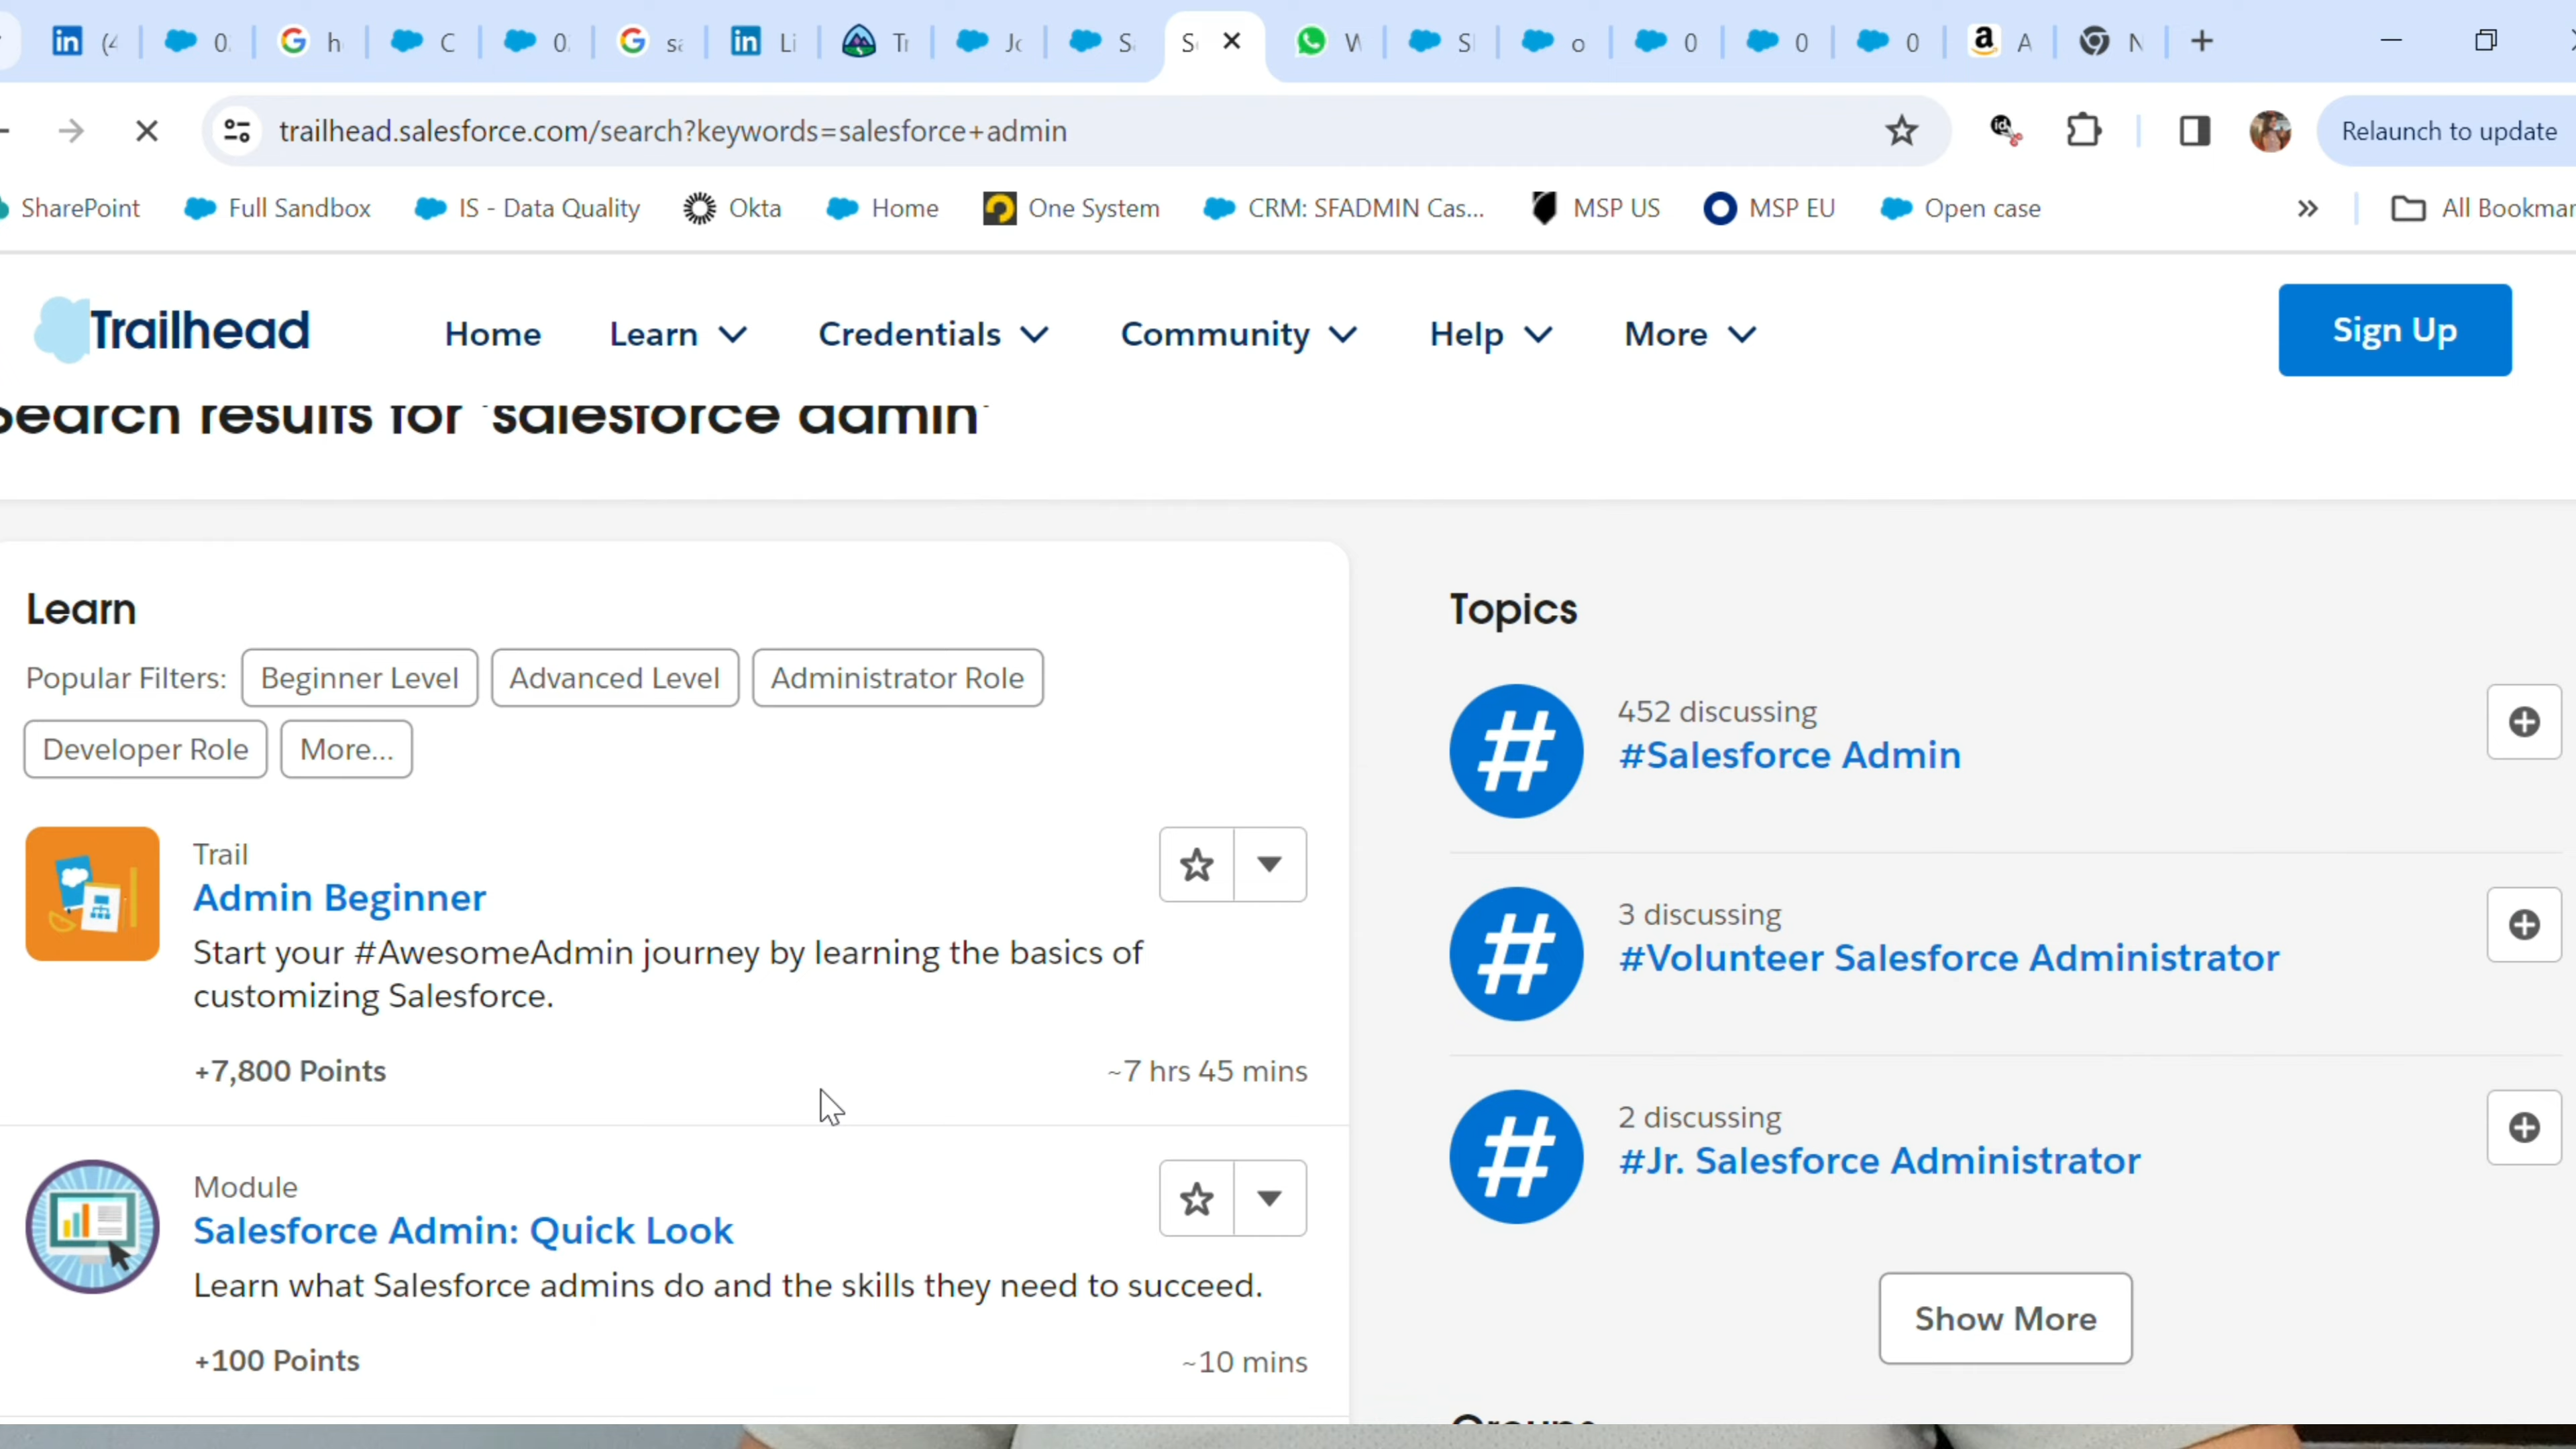 trailhead.salesforce.com/search?keywords=salesforce+admin
Relaunch to update
SharePoint Full Sandbox IS - Data Quality Okta Home One System CRM: SFADMIN Cas... MSP US MSP EU Open case » All Bookmar
Trailhead Home Learn Credentials Community Help More Sign Up
Search results for 'salesforce admin'
Learn
Popular Filters: Beginner Level Advanced Level Administrator Role
Developer Role More...
Trail
Admin Beginner
Start your #AwesomeAdmin journey by learning the basics of
customizing Salesforce.
+7,800 Points ~7 hrs 45 mins
Module
Salesforce Admin: Quick Look
Learn what Salesforce admins do and the skills they need to succeed.
+100 Points ~10 mins
Topics
452 discussing
#Salesforce Admin
3 discussing
#Volunteer Salesforce Administrator
2 discussing
#Jr. Salesforce Administrator
Show More